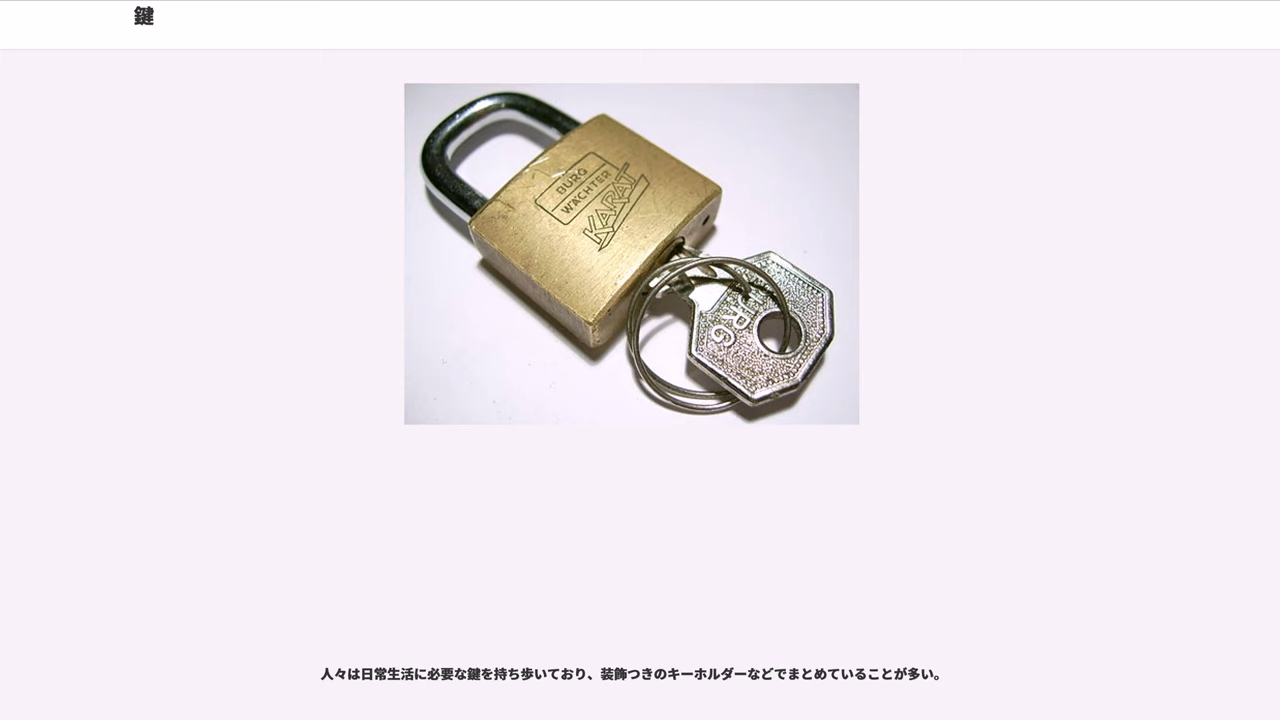 鍵
BURG
WÄCHTER
KARAT
URG
人々は日常生活に必要な鍵を持ち歩いており、装飾つきのキーホルダーなどでまとめていることが多い。